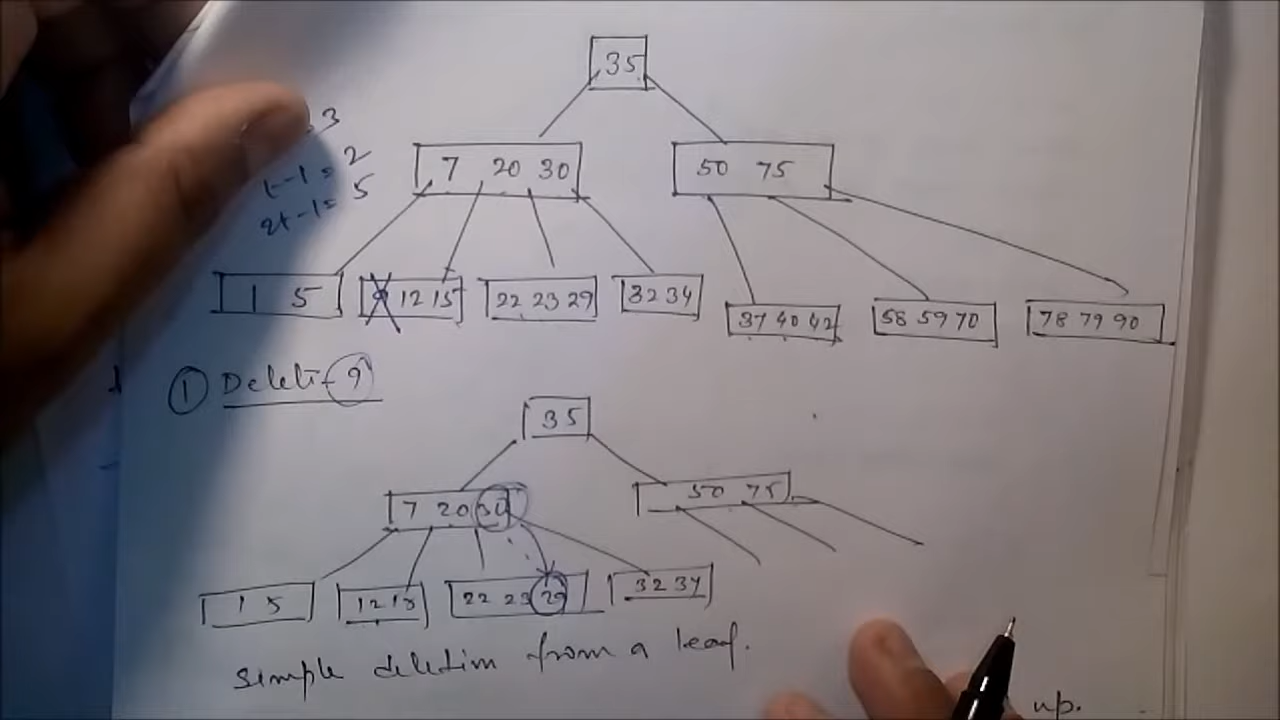 35
3
t-1 = 2
2t-1 = 5
7 20 30
50 75
1 5
9 12 15
22 23 29
32 34
37 40 42
58 59 70
78 79 90
① Delete 9
35
7 20 30
50 75
1 5
12 15
22 23 29
32 34
simple deletion from a leaf.
up.